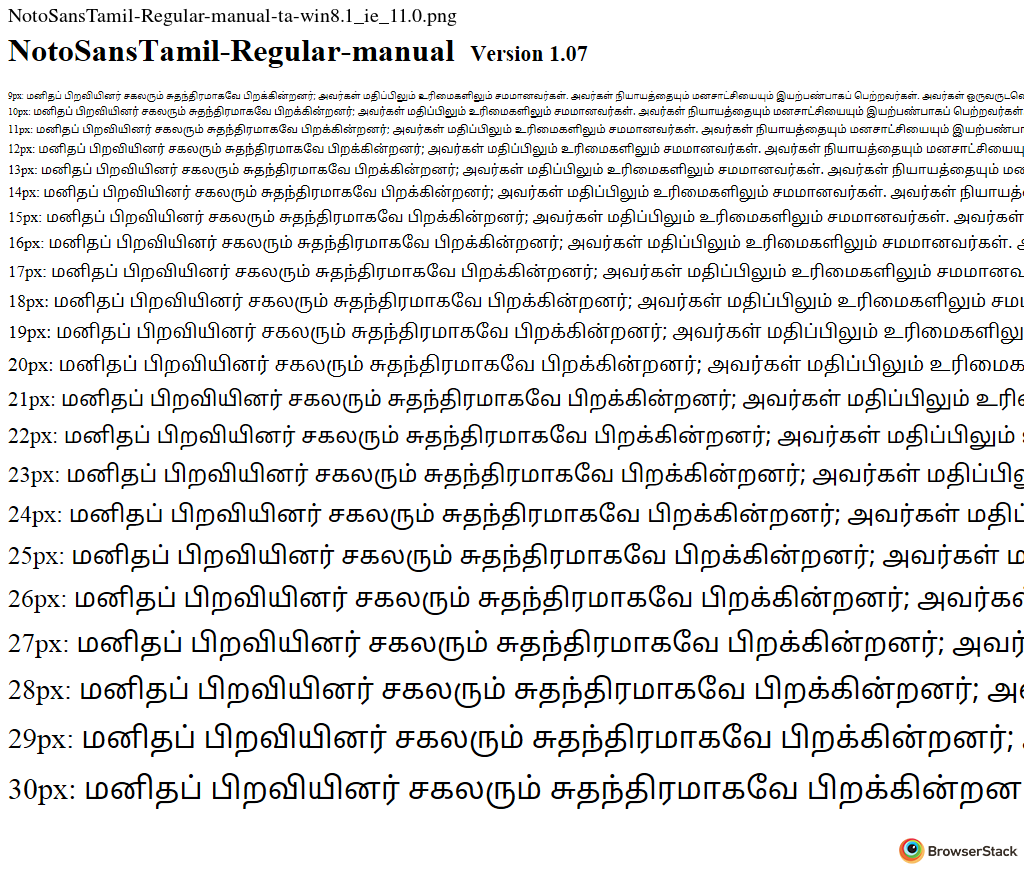 NotoSansTamil-Regular-manual-ta-win8.1_ie_11.0.png
NotoSansTamil-Regular-manual Version 1.07
9px: மனிதப் பிறவியினர் சகலரும் சுதந்திரமாகவே பிறக்கின்றனர்; அவர்கள் மதிப்பிலும் உரிமைகளிலும் சமமானவர்கள். அவர்கள் நியாயத்தையும் மனசாட்சியையும் இயற்பண்பாகப் பெற்றவர்கள். அவர்கள்
10px: மனிதப் பிறவியினர் சகலரும் சுதந்திரமாகவே பிறக்கின்றனர்; அவர்கள் மதிப்பிலும் உரிமைகளிலும் சமமானவர்கள். அவர்கள் நியாயத்தையும் மனசாட்சியையும் இயற்பண்பாகப் பெற்றவர்கள்
11px: மனிதப் பிறவியினர் சகலரும் சுதந்திரமாகவே பிறக்கின்றனர்; அவர்கள் மதிப்பிலும் உரிமைகளிலும் சமமானவர்கள். அவர்கள் நியாயத்தையும் மனசாட்சியையும் இயற்பண்பா
12px: மனிதப் பிறவியினர் சகலரும் சுதந்திரமாகவே பிறக்கின்றனர்; அவர்கள் மதிப்பிலும் உரிமைகளிலும் சமமானவர்கள். அவர்கள் நியாயத்தையும் மனசாட்சியையு
13px: மனிதப் பிறவியினர் சகலரும் சுதந்திரமாகவே பிறக்கின்றனர்; அவர்கள் மதிப்பிலும் உரிமைகளிலும் சமமானவர்கள். அவர்கள் நியாயத்தையும் மன
14px: மனிதப் பிறவியினர் சகலரும் சுதந்திரமாகவே பிறக்கின்றனர்; அவர்கள் மதிப்பிலும் உரிமைகளிலும் சமமானவர்கள். அவர்கள் நியாயத்
15px: மனிதப் பிறவியினர் சகலரும் சுதந்திரமாகவே பிறக்கின்றனர்; அவர்கள் மதிப்பிலும் உரிமைகளிலும் சமமானவர்கள். அவர்கள்
16px: மனிதப் பிறவியினர் சகலரும் சுதந்திரமாகவே பிறக்கின்றனர்; அவர்கள் மதிப்பிலும் உரிமைகளிலும் சமமானவர்கள்.
17px: மனிதப் பிறவியினர் சகலரும் சுதந்திரமாகவே பிறக்கின்றனர்; அவர்கள் மதிப்பிலும் உரிமைகளிலும் சமமானவ
18px: மனிதப் பிறவியினர் சகலரும் சுதந்திரமாகவே பிறக்கின்றனர்; அவர்கள் மதிப்பிலும் உரிமைகளிலும் சமம
19px: மனிதப் பிறவியினர் சகலரும் சுதந்திரமாகவே பிறக்கின்றனர்; அவர்கள் மதிப்பிலும் உரிமைகளிலு
20px: மனிதப் பிறவியினர் சகலரும் சுதந்திரமாகவே பிறக்கின்றனர்; அவர்கள் மதிப்பிலும் உரிமைக
21px: மனிதப் பிறவியினர் சகலரும் சுதந்திரமாகவே பிறக்கின்றனர்; அவர்கள் மதிப்பிலும் உரி
22px: மனிதப் பிறவியினர் சகலரும் சுதந்திரமாகவே பிறக்கின்றனர்; அவர்கள் மதிப்பிலும்
23px: மனிதப் பிறவியினர் சகலரும் சுதந்திரமாகவே பிறக்கின்றனர்; அவர்கள் மதிப்பிலு
24px: மனிதப் பிறவியினர் சகலரும் சுதந்திரமாகவே பிறக்கின்றனர்; அவர்கள் மதிப்
25px: மனிதப் பிறவியினர் சகலரும் சுதந்திரமாகவே பிறக்கின்றனர்; அவர்கள் ம
26px: மனிதப் பிறவியினர் சகலரும் சுதந்திரமாகவே பிறக்கின்றனர்; அவர்கள்
27px: மனிதப் பிறவியினர் சகலரும் சுதந்திரமாகவே பிறக்கின்றனர்; அவர்
28px: மனிதப் பிறவியினர் சகலரும் சுதந்திரமாகவே பிறக்கின்றனர்; அவ
29px: மனிதப் பிறவியினர் சகலரும் சுதந்திரமாகவே பிறக்கின்றனர்;
30px: மனிதப் பிறவியினர் சகலரும் சுதந்திரமாகவே பிறக்கின்றன
BrowserStack